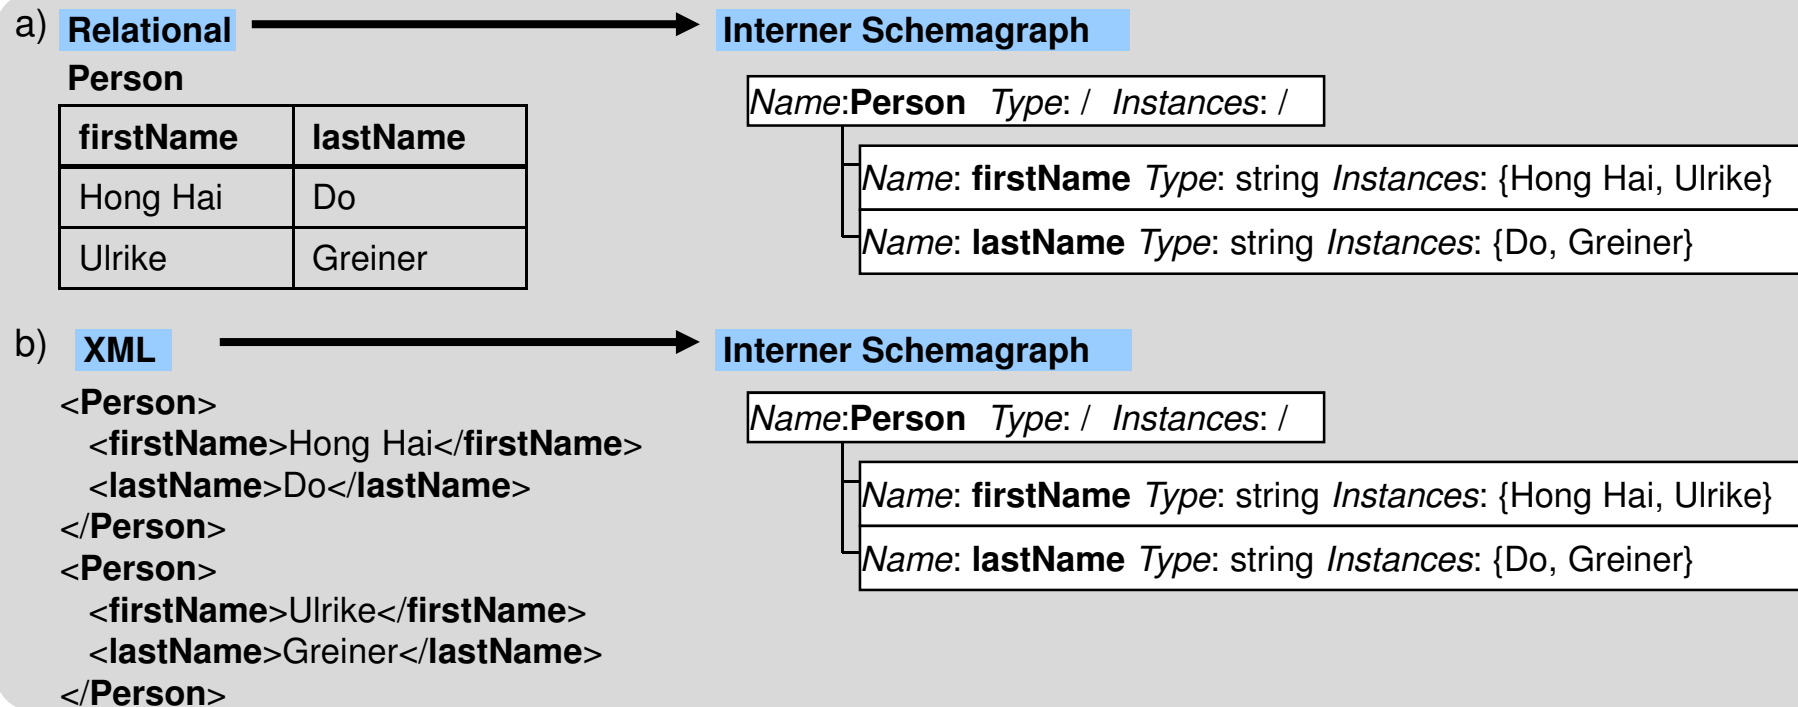 a) Relational Interner Schemagraph
Person
firstName lastName
Hong Hai Do
Ulrike Greiner
Name:Person Type: / Instances: /
Name: firstName Type: string Instances: {Hong Hai, Ulrike}
Name: lastName Type: string Instances: {Do, Greiner}
b) XML Interner Schemagraph
<Person>
<firstName>Hong Hai</firstName>
<lastName>Do</lastName>
</Person>
<Person>
<firstName>Ulrike</firstName>
<lastName>Greiner</lastName>
</Person>
Name:Person Type: / Instances: /
Name: firstName Type: string Instances: {Hong Hai, Ulrike}
Name: lastName Type: string Instances: {Do, Greiner}